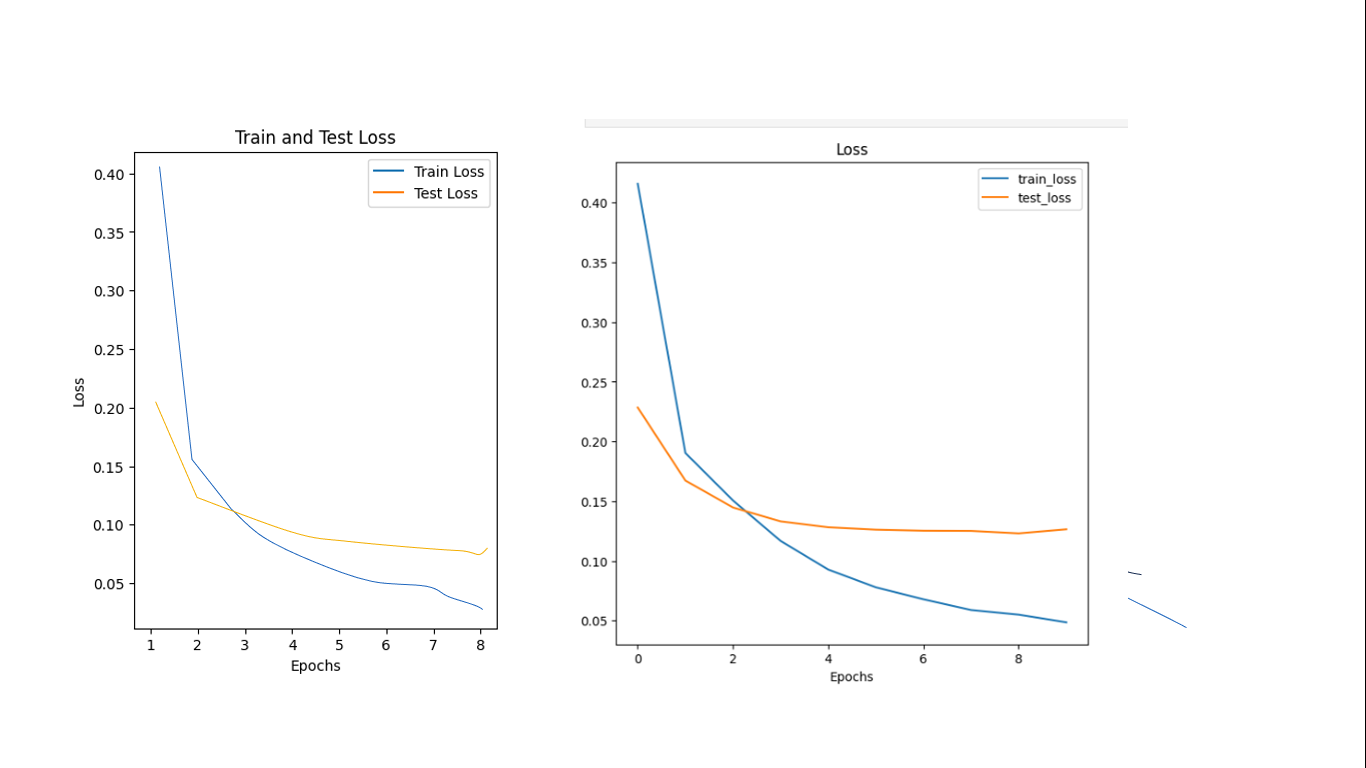 Train and Test Loss
Train Loss
Test Loss
0.40
0.35
0.30
0.25
0.20
0.15
0.10
0.05
Loss
1 2 3 4 5 6 7 8
Epochs
Loss
train_loss
test_loss
0.40
0.35
0.30
0.25
0.20
0.15
0.10
0.05
0 2 4 6 8
Epochs